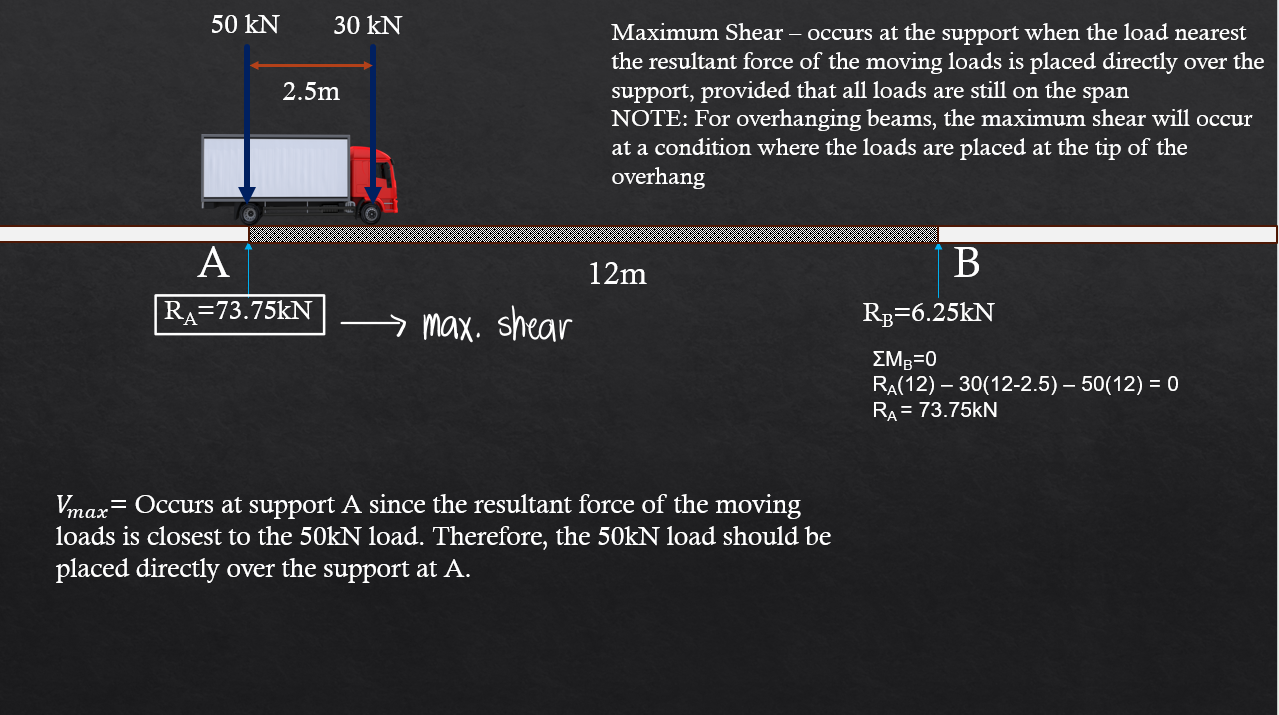 50 kN 30 kN
2.5m
Maximum Shear – occurs at the support when the load nearest
the resultant force of the moving loads is placed directly over the
support, provided that all loads are still on the span
NOTE: For overhanging beams, the maximum shear will occur
at a condition where the loads are placed at the tip of the
overhang
A
12m
B
R_A=73.75kN
max. shear
R_B=6.25kN
ΣM_B=0
R_A(12) – 30(12-2.5) – 50(12) = 0
R_A = 73.75kN
V_max= Occurs at support A since the resultant force of the moving
loads is closest to the 50kN load. Therefore, the 50kN load should be
placed directly over the support at A.